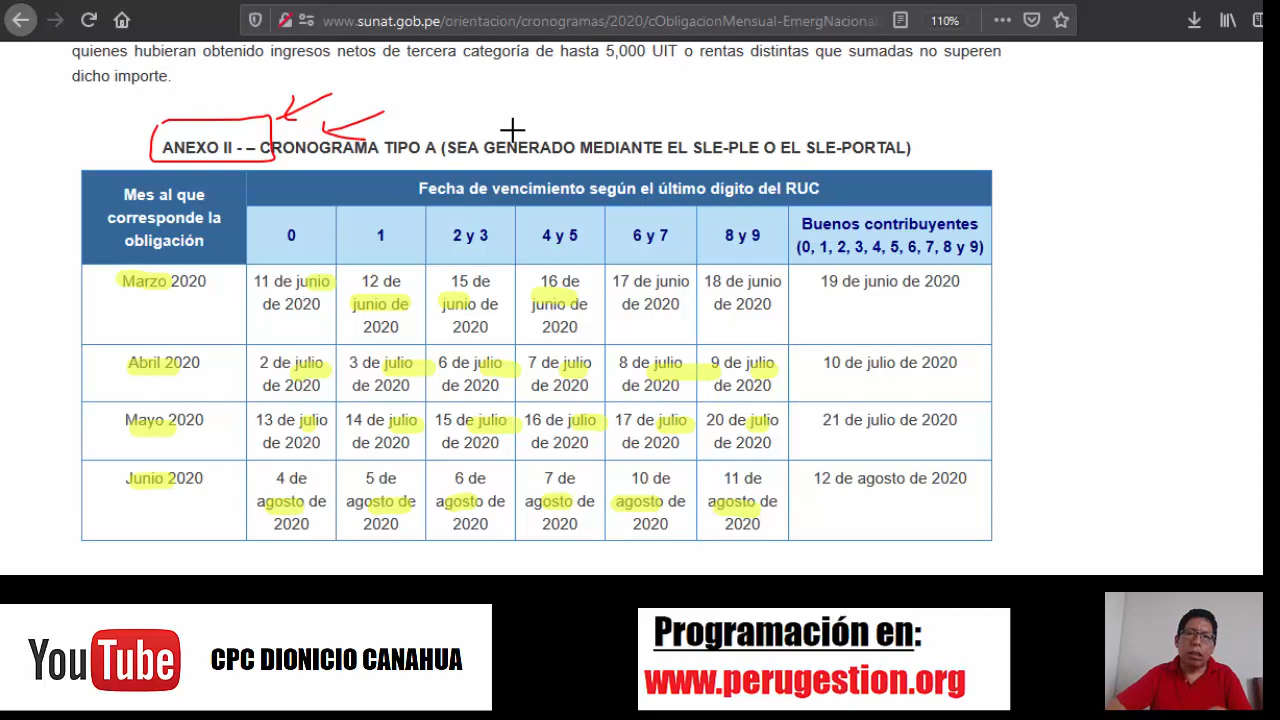 www.sunat.gob.pe/orientacion/cronogramas/2020/cObligacionMensual-EmergNacional
110%
quienes hubieran obtenido ingresos netos de tercera categoría de hasta 5,000 UIT o rentas distintas que sumadas no superen
dicho importe.
ANEXO II - – CRONOGRAMA TIPO A (SEA GENERADO MEDIANTE EL SLE-PLE O EL SLE-PORTAL)
Mes al que
corresponde la
obligación
Fecha de vencimiento según el último dígito del RUC
0
1
2 y 3
4 y 5
6 y 7
8 y 9
Buenos contribuyentes
(0, 1, 2, 3, 4, 5, 6, 7, 8 y 9)
Marzo 2020
11 de junio
de 2020
12 de
junio de
2020
15 de
junio de
2020
16 de
junio de
2020
17 de junio
de 2020
18 de junio
de 2020
19 de junio de 2020
Abril 2020
2 de julio
de 2020
3 de julio
de 2020
6 de julio
de 2020
7 de julio
de 2020
8 de julio
de 2020
9 de julio
de 2020
10 de julio de 2020
Mayo 2020
13 de julio
de 2020
14 de julio
de 2020
15 de julio
de 2020
16 de julio
de 2020
17 de julio
de 2020
20 de julio
de 2020
21 de julio de 2020
Junio 2020
4 de
agosto de
2020
5 de
agosto de
2020
6 de
agosto de
2020
7 de
agosto de
2020
10 de
agosto de
2020
11 de
agosto de
2020
12 de agosto de 2020
YouTube
CPC DIONICIO CANAHUA
Programación en:
www.perugestion.org